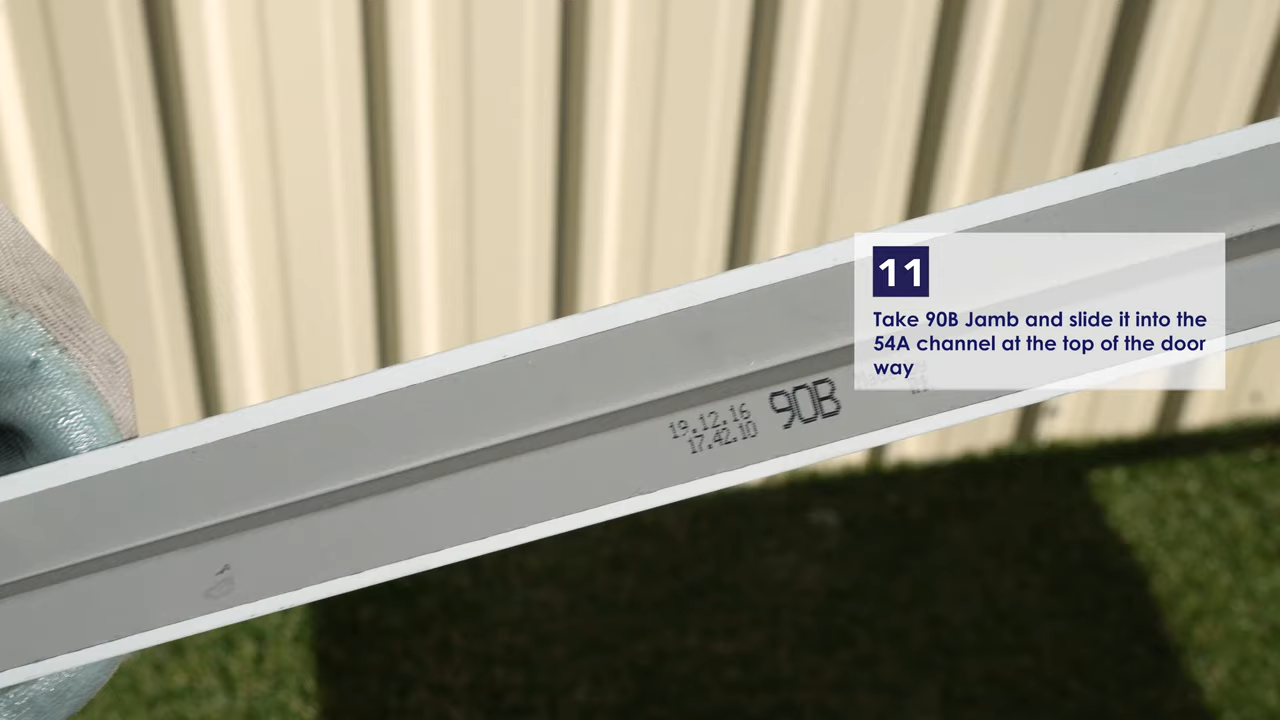 11
Take 90B Jamb and slide it into the
54A channel at the top of the door
way
19.12.16
17.42.10
90B